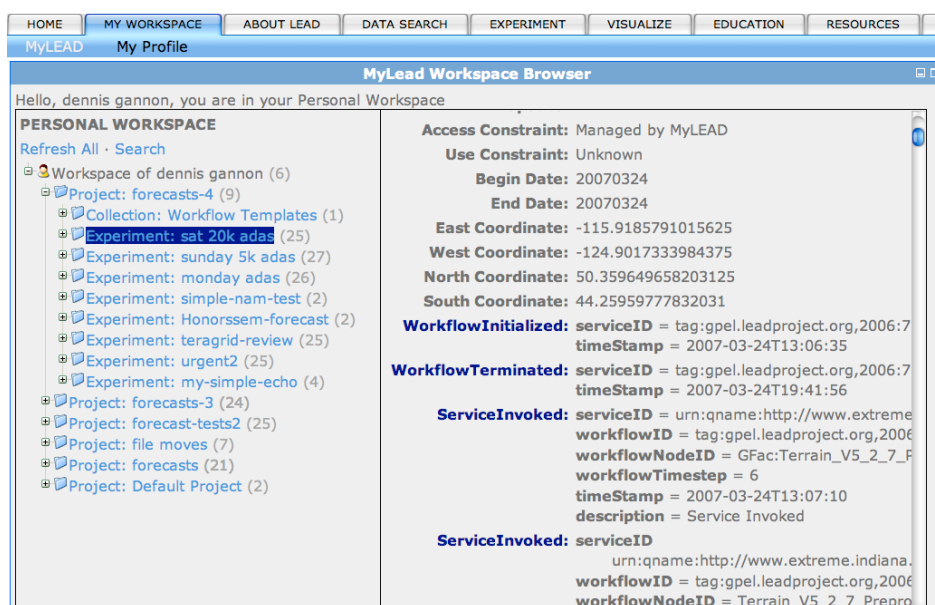 HOME MY WORKSPACE ABOUT LEAD DATA SEARCH EXPERIMENT VISUALIZE EDUCATION RESOURCES
MyLEAD My Profile
MyLead Workspace Browser
Hello, dennis gannon, you are in your Personal Workspace
PERSONAL WORKSPACE
Refresh All · Search
Workspace of dennis gannon (6)
Project: forecasts-4 (9)
Collection: Workflow Templates (1)
Experiment: sat 20k adas (25)
Experiment: sunday 5k adas (27)
Experiment: monday adas (26)
Experiment: simple-nam-test (2)
Experiment: Honorssem-forecast (2)
Experiment: teragrid-review (25)
Experiment: urgent2 (25)
Experiment: my-simple-echo (4)
Project: forecasts-3 (24)
Project: forecast-tests2 (25)
Project: file moves (7)
Project: forecasts (21)
Project: Default Project (2)
Access Constraint: Managed by MyLEAD
Use Constraint: Unknown
Begin Date: 20070324
End Date: 20070324
East Coordinate: -115.9185791015625
West Coordinate: -124.9017333984375
North Coordinate: 50.359649658203125
South Coordinate: 44.25959777832031
WorkflowInitialized: serviceID = tag:gpel.leadproject.org,2006:7
timeStamp = 2007-03-24T13:06:35
WorkflowTerminated: serviceID = tag:gpel.leadproject.org,2006:7
timeStamp = 2007-03-24T19:41:56
ServiceInvoked: serviceID = urn:qname:http://www.extreme
workflowID = tag:gpel.leadproject.org,2006
workflowNodeID = GFac:Terrain_V5_2_7_P
workflowTimestep = 6
timeStamp = 2007-03-24T13:07:10
description = Service Invoked
ServiceInvoked: serviceID
urn:qname:http://www.extreme.indiana.
workflowID = tag:gpel.leadproject.org,2006
workflowNodeID = Terrain_V5_2_7_Prepro